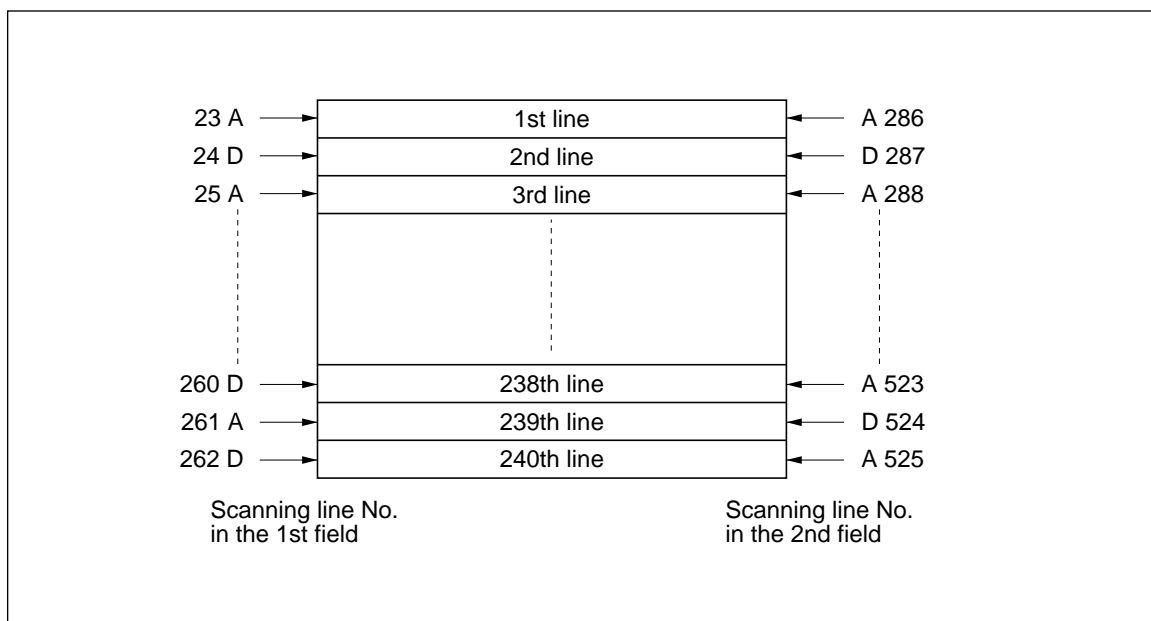 23 A 1st line A 286
24 D 2nd line D 287
25 A 3rd line A 288
260 D 238th line A 523
261 A 239th line D 524
262 D 240th line A 525
Scanning line No. Scanning line No.
in the 1st field in the 2nd field